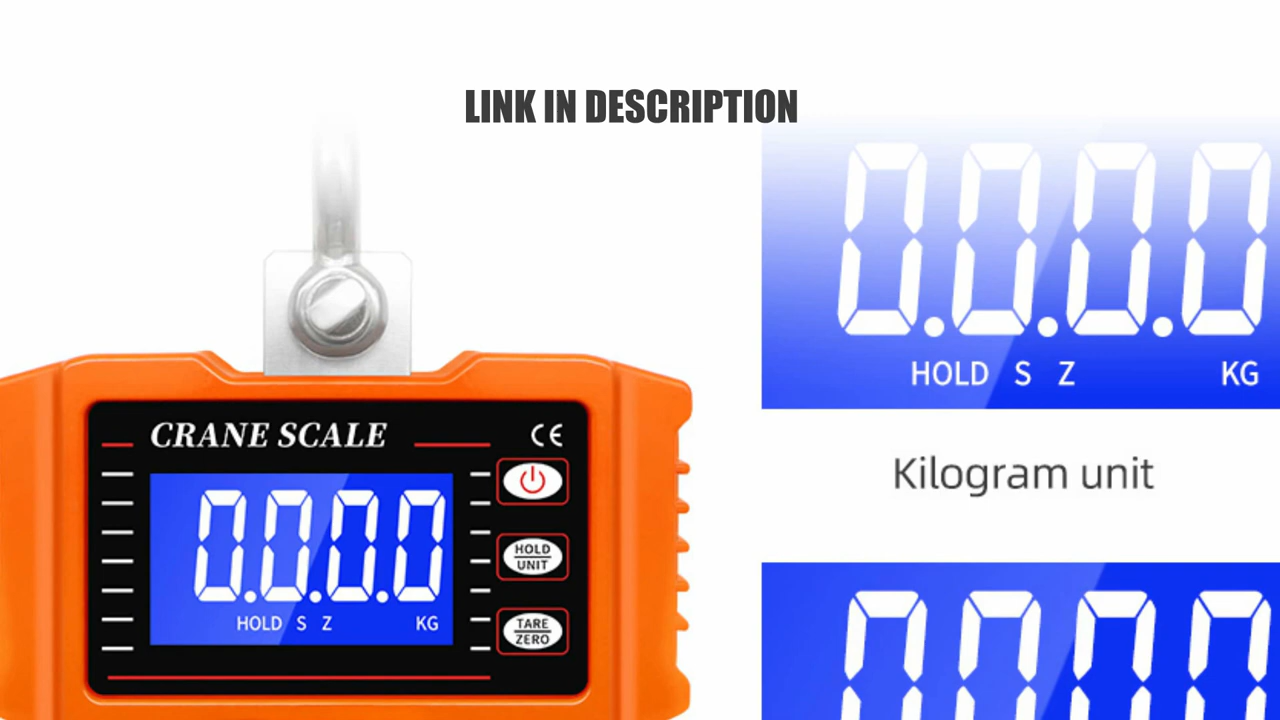 LINK IN DESCRIPTION
0.0.0.0
HOLD S Z KG
Kilogram unit
CRANE SCALE CE
0.0.0.0
HOLD S Z KG
HOLD
UNIT
TARE
ZERO